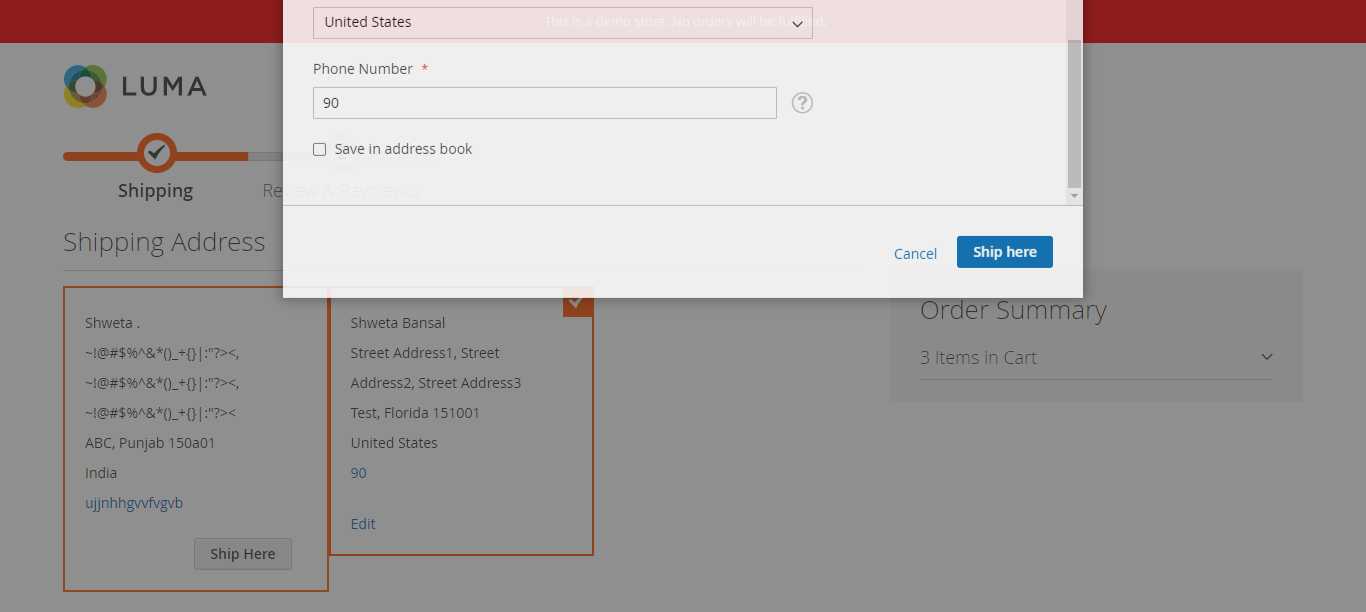 United States
This is a demo store. No orders will be fulfilled.
LUMA
Phone Number *
90
?
Save in address book
Shipping
Review & Payments
Shipping Address
Cancel
Ship here
Shweta .
~!@#$%^&*()_+{}|:"?><,
~!@#$%^&*()_+{}|:"?><,
~!@#$%^&*()_+{}|:"?><
ABC, Punjab 150a01
India
ujjnhhgvvfvgvb
Ship Here
Shweta Bansal
Street Address1, Street
Address2, Street Address3
Test, Florida 151001
United States
90
Edit
Order Summary
3 Items in Cart